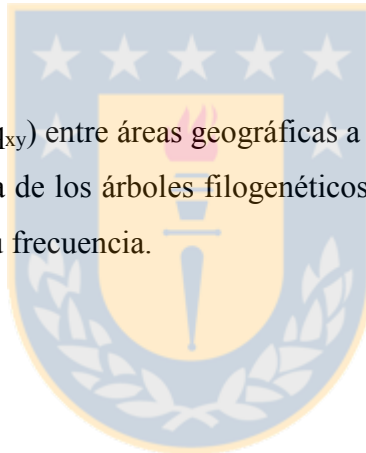 xy) entre áreas geográficas a
de los árboles filogenéticos
frecuencia.